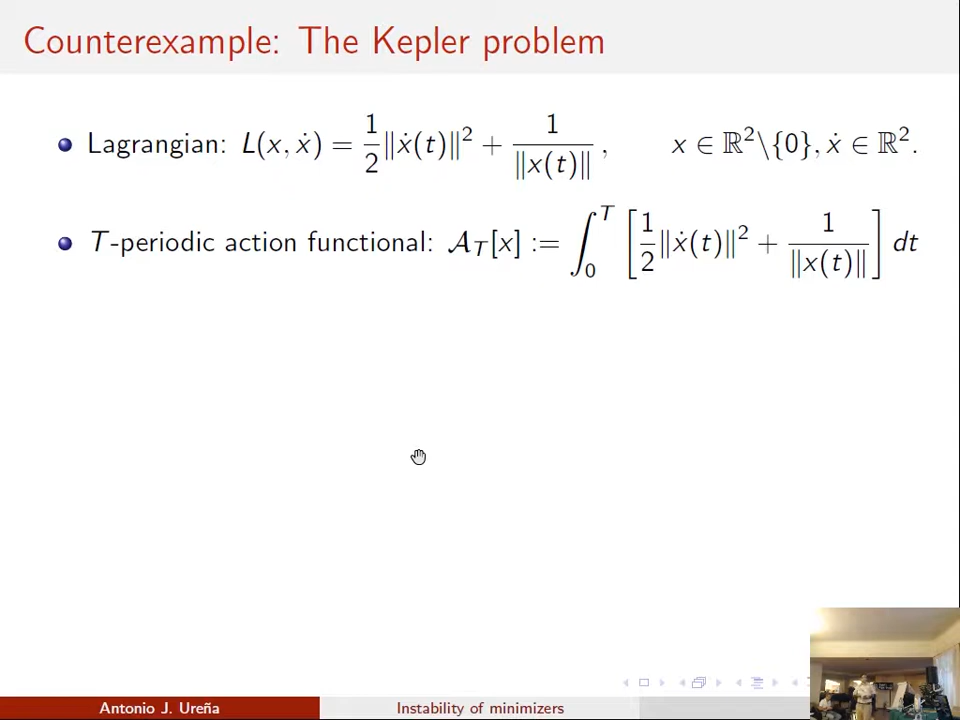 Counterexample: The Kepler problem
Lagrangian: L(x, ẋ) = 1/2 ‖ẋ(t)‖² + 1/‖x(t)‖ , x ∈ ℝ²\{0}, ẋ ∈ ℝ².
T-periodic action functional: 𝒜_T[x] := ∫₀ᵀ [ 1/2 ‖ẋ(t)‖² + 1/‖x(t)‖ ] dt
Antonio J. Ureña Instability of minimizers